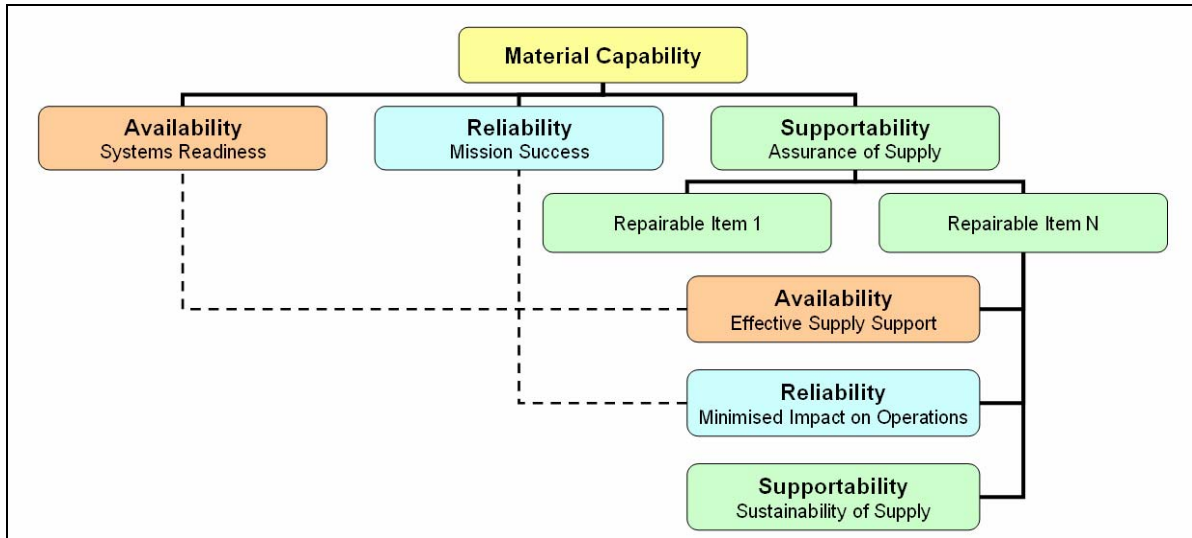 Material Capability
Availability
Systems Readiness
Reliability
Mission Success
Supportability
Assurance of Supply
Repairable Item 1
Repairable Item N
Availability
Effective Supply Support
Reliability
Minimised Impact on Operations
Supportability
Sustainability of Supply